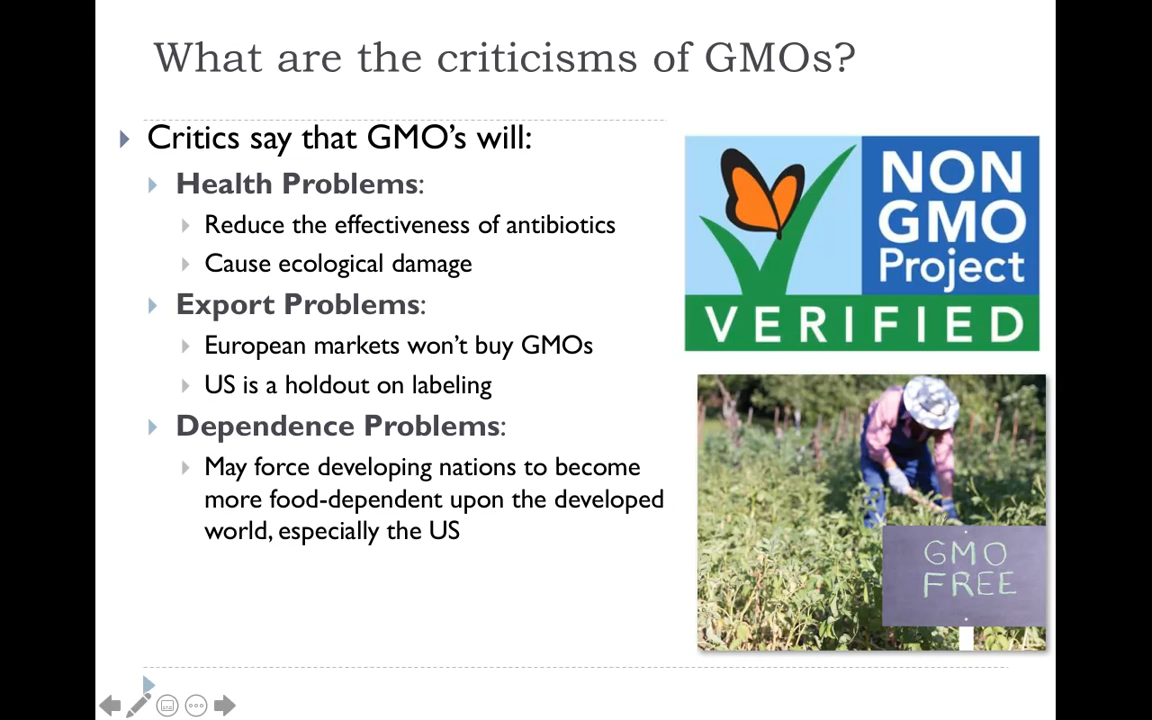 What are the criticisms of GMOs?
Critics say that GMO's will:
Health Problems:
Reduce the effectiveness of antibiotics
Cause ecological damage
Export Problems:
European markets won't buy GMOs
US is a holdout on labeling
Dependence Problems:
May force developing nations to become
more food-dependent upon the developed
world, especially the US
NON
GMO
Project
VERIFIED
GMO
FREE